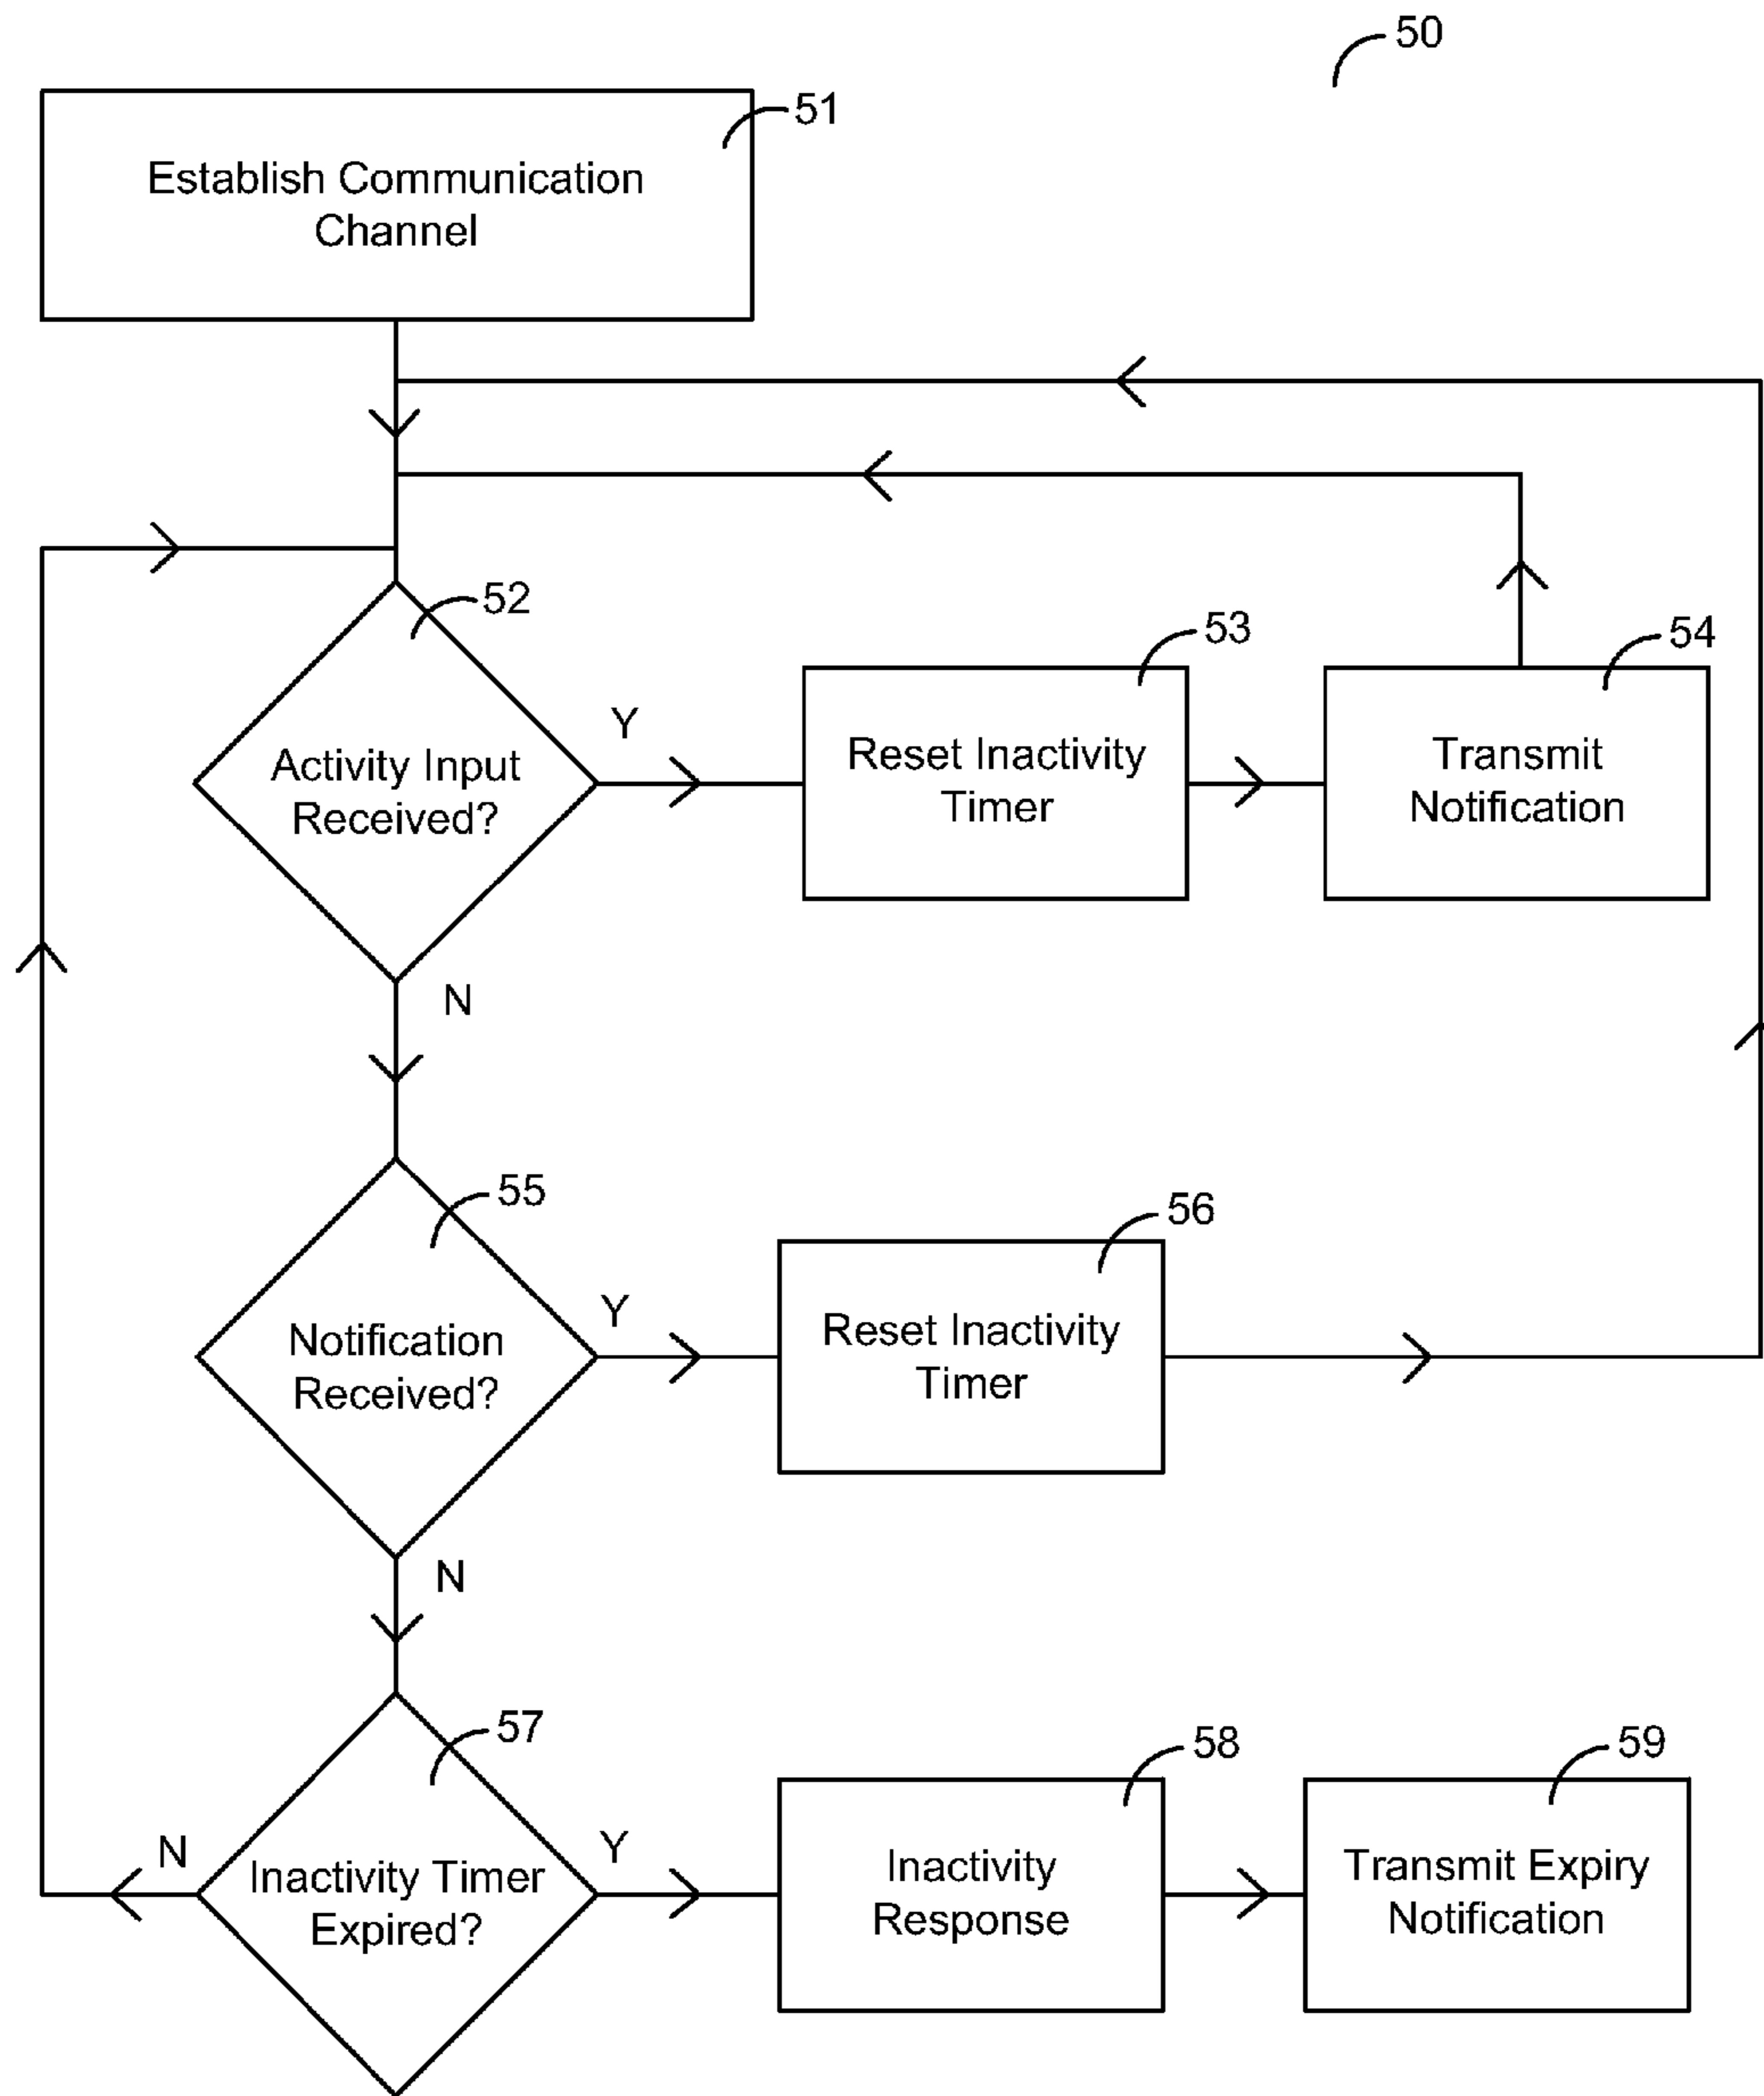 50
51
Establish Communication
Channel
52
Activity Input
Received?
Y
N
53
Reset Inactivity
Timer
54
Transmit
Notification
55
Notification
Received?
Y
N
56
Reset Inactivity
Timer
57
Inactivity Timer
Expired?
N
Y
58
Inactivity
Response
59
Transmit Expiry
Notification